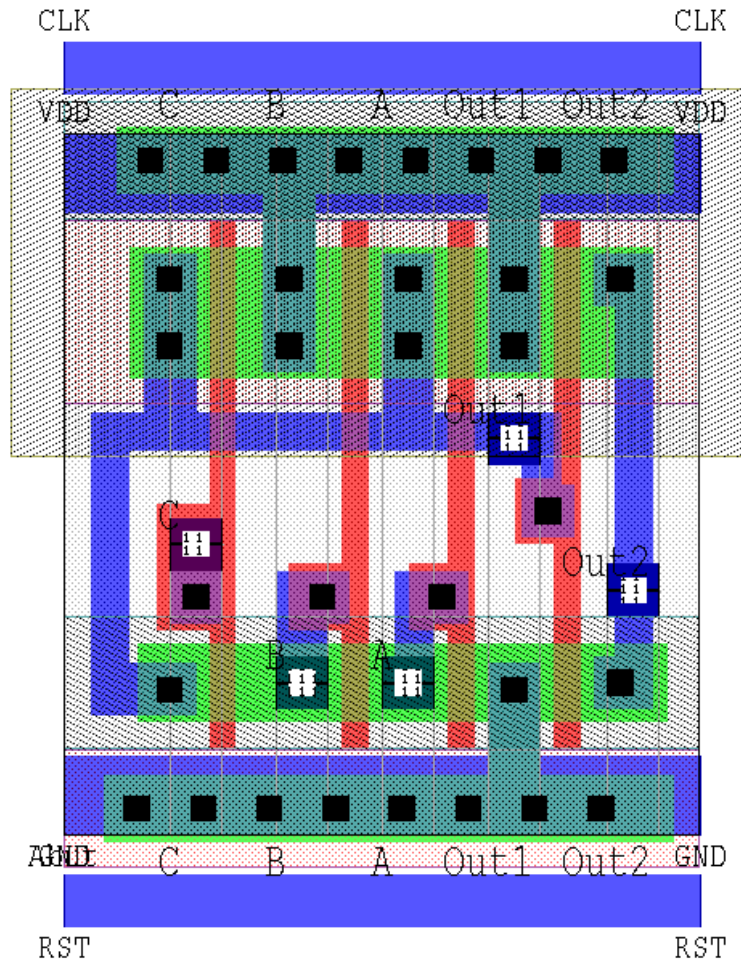 CLK CLK
VDD C B A Out1 Out2 VDD
Out1
C
Out2
B A
GND C B A Out1 Out2 GND
RST RST